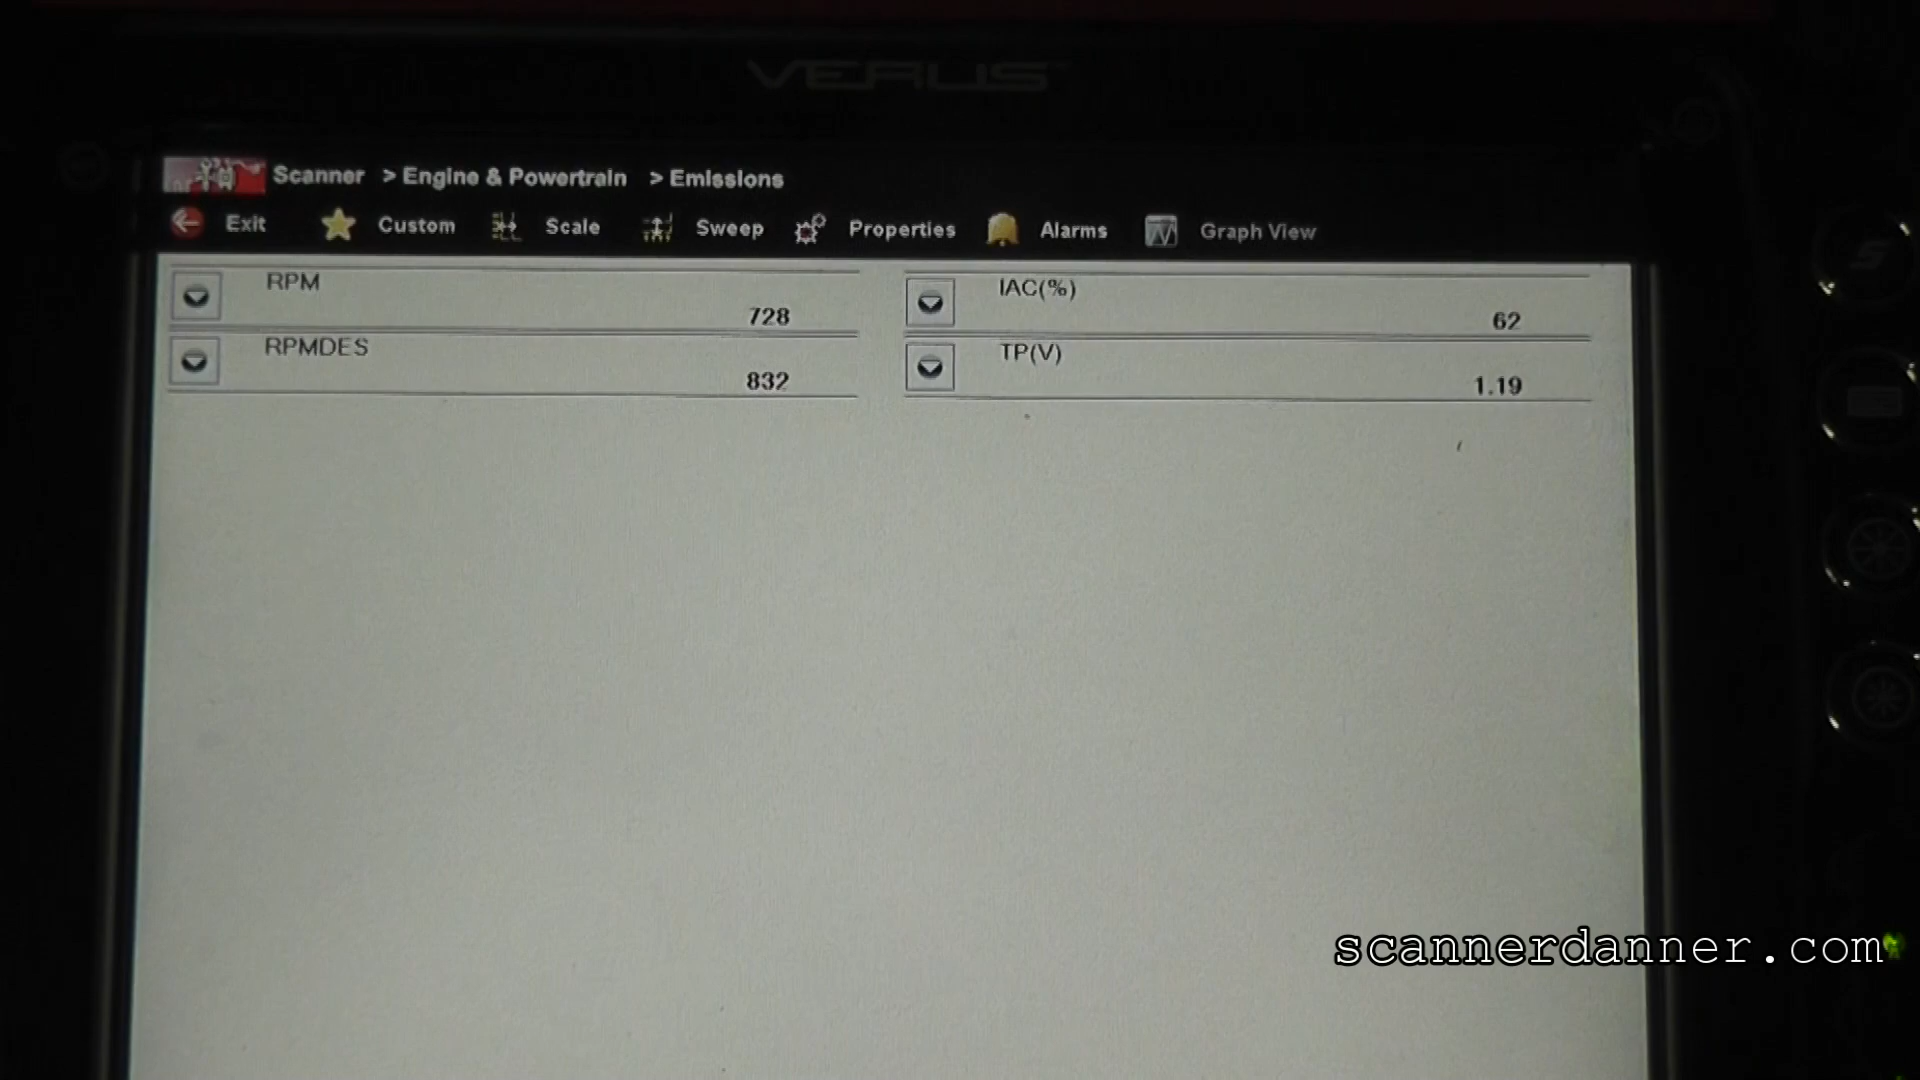 VERUS
Scanner > Engine & Powertrain > Emissions
Exit Custom Scale Sweep Properties Alarms Graph View
RPM
728
IAC(%)
62
RPMDES
832
TP(V)
1.19
scannerdanner.com